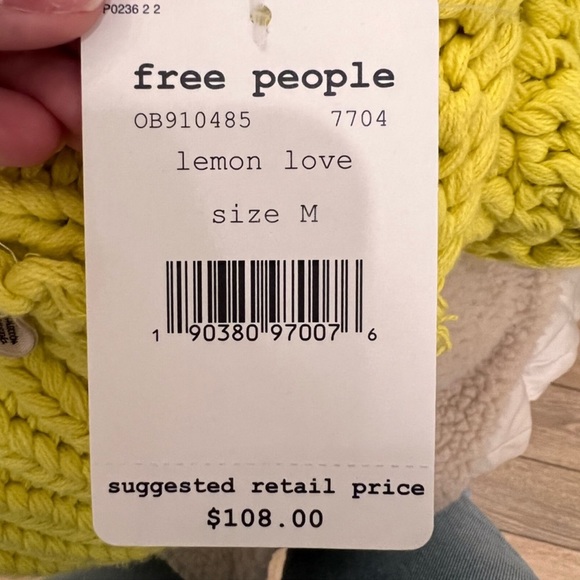 P0236 2 2
free people
OB910485 7704
lemon love
size M
1 90380 97007 6
suggested retail price
$108.00